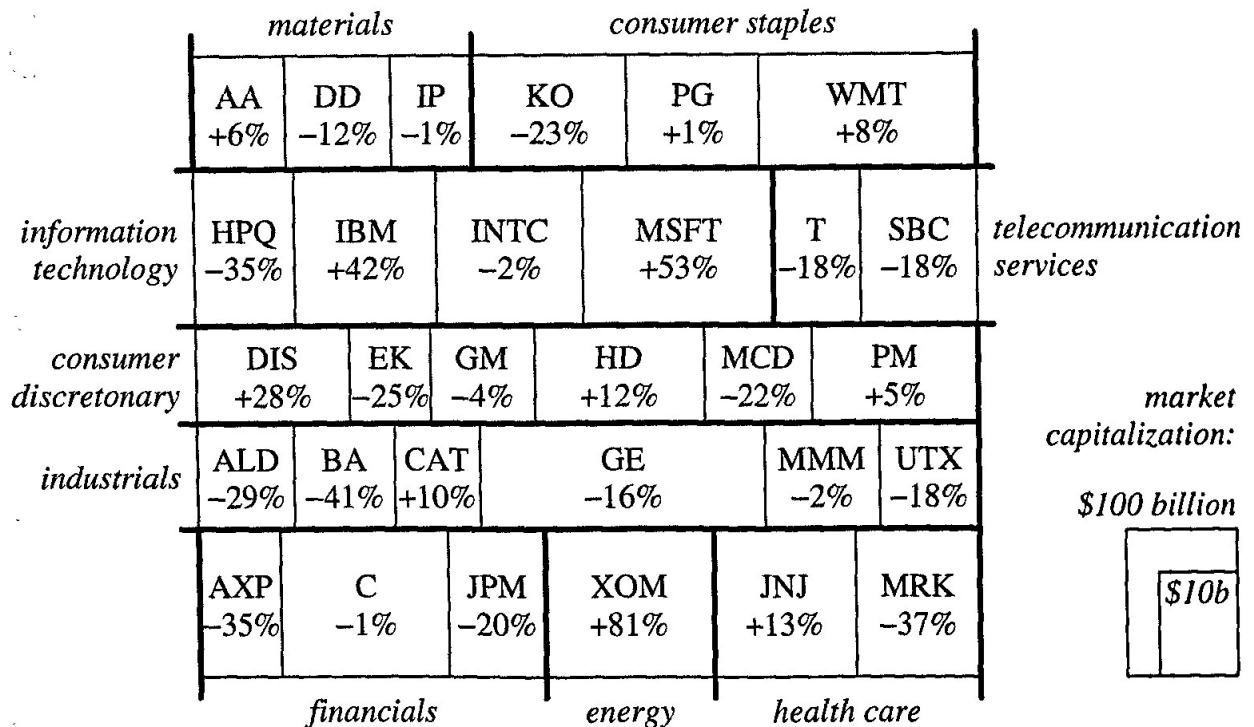 materials consumer staples
AA DD IP KO PG WMT
+6% −12% −1% −23% +1% +8%
information HPQ IBM INTC MSFT T SBC telecommunication
technology −35% +42% −2% +53% −18% −18% services
consumer DIS EK GM HD MCD PM
discretonary +28% −25% −4% +12% −22% +5%
market
capitalization:
industrials ALD BA CAT GE MMM UTX
−29% −41% +10% −16% −2% −18%
$100 billion
AXP C JPM XOM JNJ MRK $10b
−35% −1% −20% +81% +13% −37%
financials energy health care